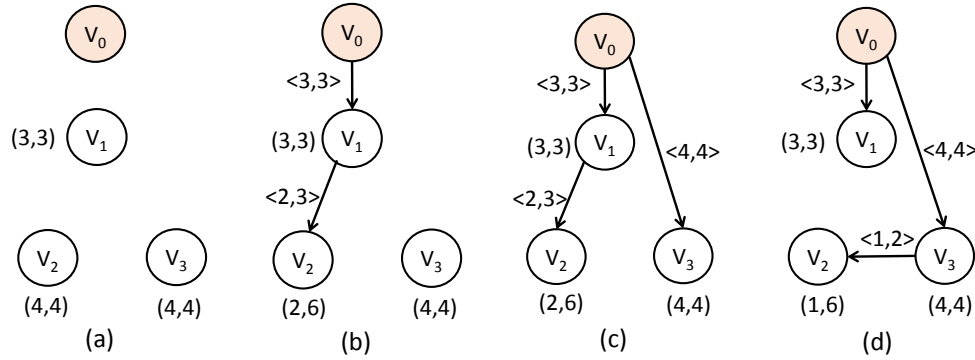 V0
(3,3)
V1
V2
V3
(4,4)
(4,4)
(a)
V0
<3,3>
(3,3)
V1
<2,3>
V2
V3
(2,6)
(4,4)
(b)
V0
<3,3>
(3,3)
V1
<4,4>
<2,3>
V2
V3
(2,6)
(4,4)
(c)
V0
<3,3>
(3,3)
V1
<4,4>
<1,2>
V2
V3
(1,6)
(4,4)
(d)